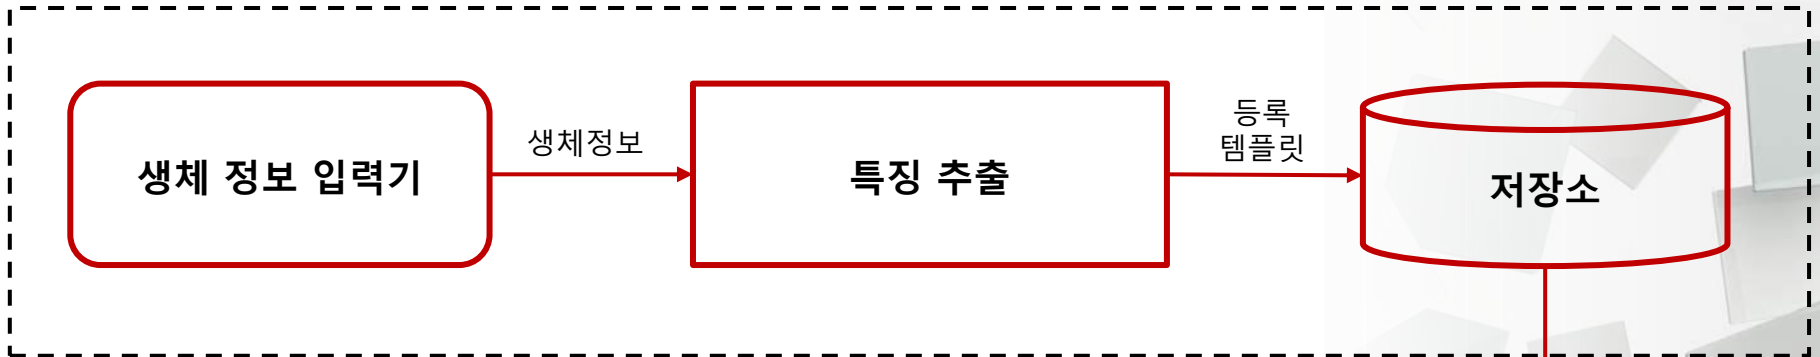 생체 정보 입력기
생체정보
특징 추출
등록
템플릿
저장소